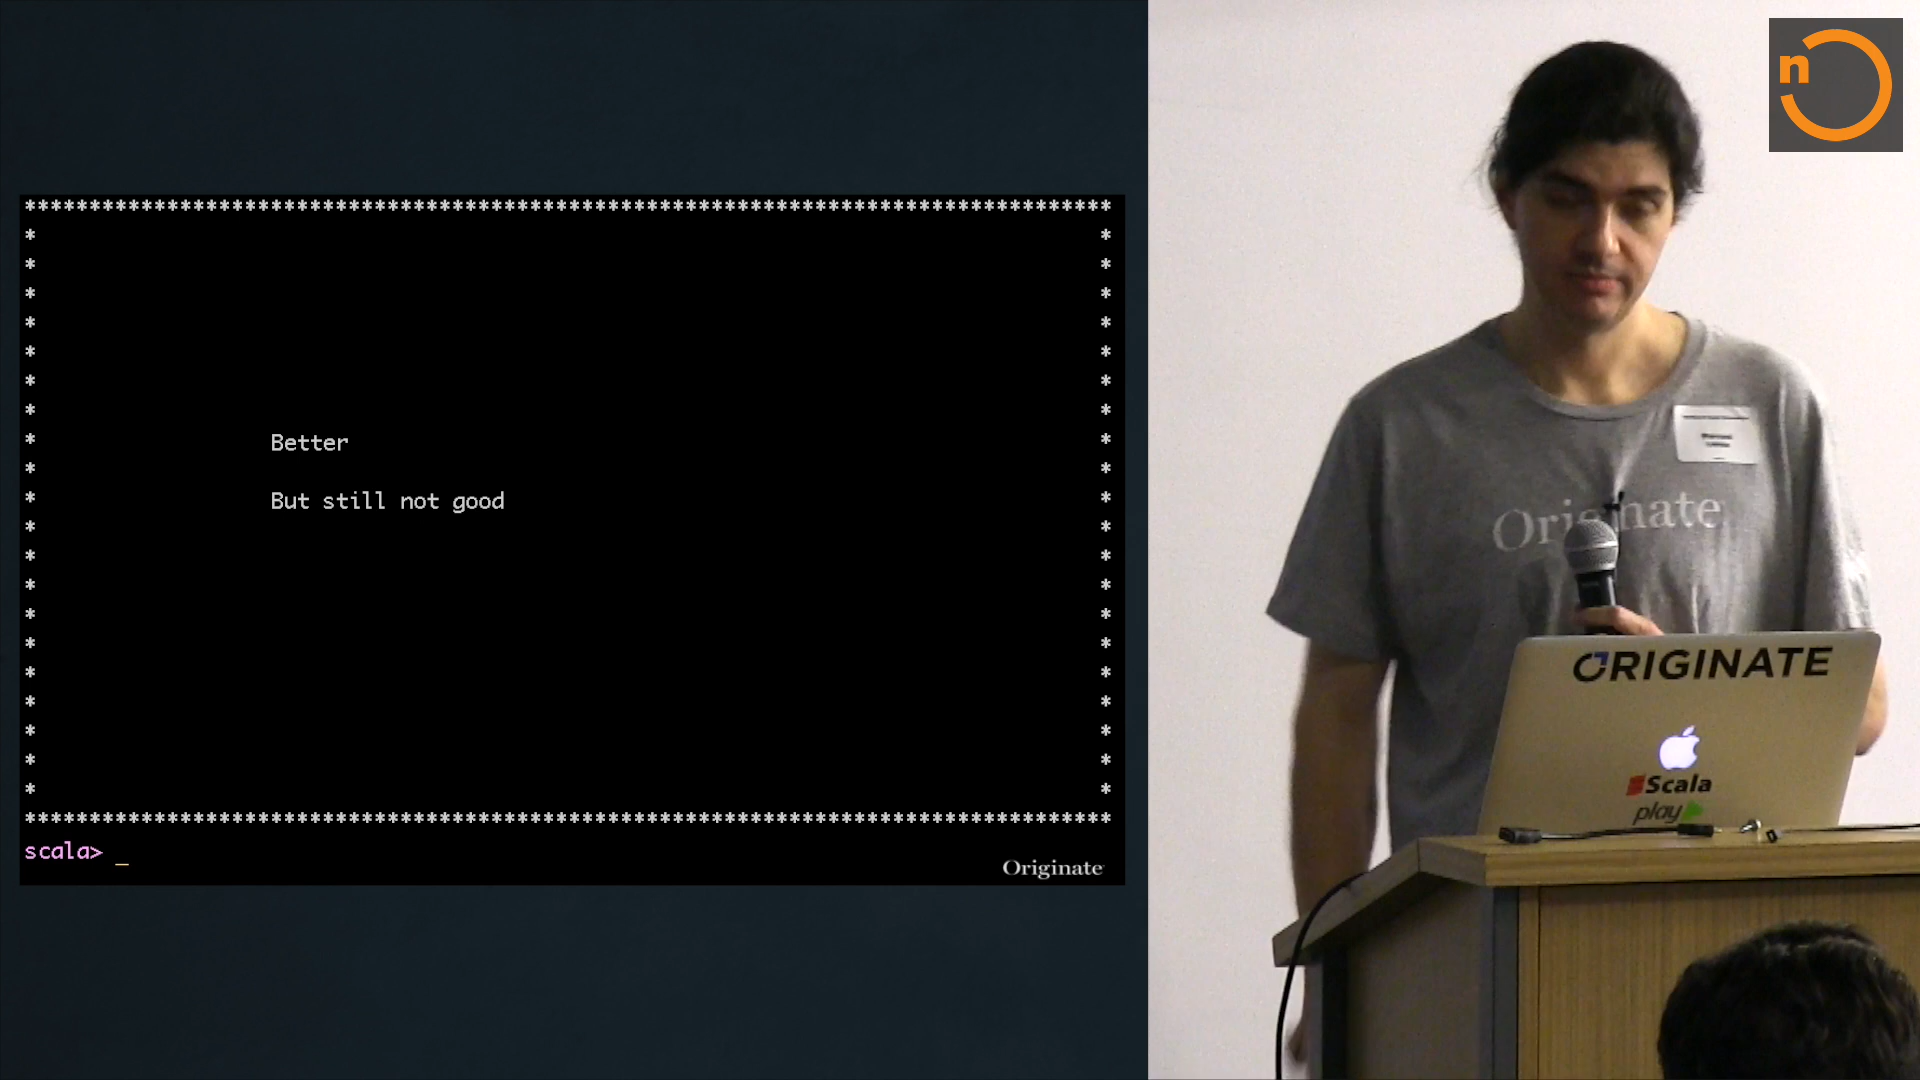 ********************************************************************************
*                                                                              *
*                                                                              *
*                                                                              *
*                                                                              *
*                                                                              *
*                                                                              *
*                                                                              *
* Better *
*                                                                              *
* But still not good *
*                                                                              *
*                                                                              *
*                                                                              *
*                                                                              *
*                                                                              *
*                                                                              *
*                                                                              *
*                                                                              *
*                                                                              *
*                                                                              *
********************************************************************************
scala> _
Originate
n
Originate
ORIGINATE
Scala
play